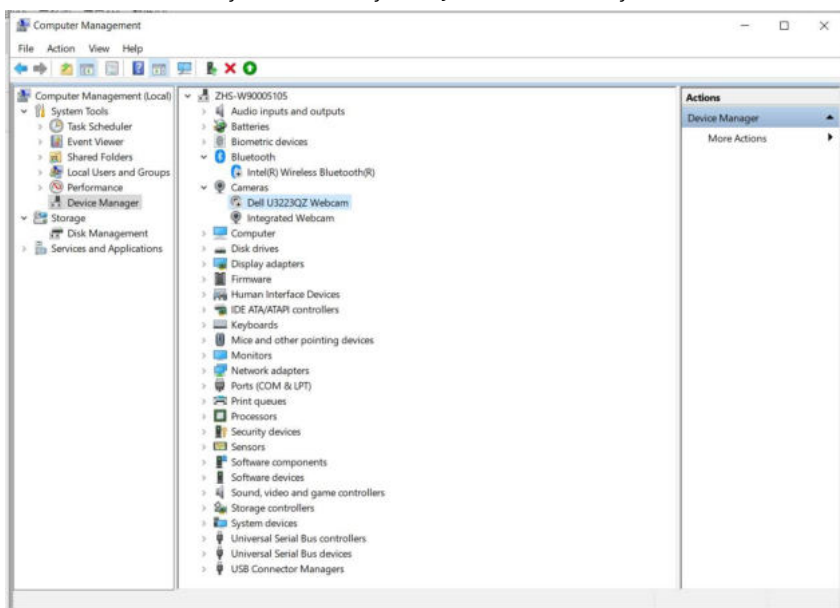 Computer Management
File Action View Help
Computer Management (Local)
System Tools
Task Scheduler
Event Viewer
Shared Folders
Local Users and Groups
Performance
Device Manager
Storage
Disk Management
Services and Applications
ZHS-W90005105
Audio inputs and outputs
Batteries
Biometric devices
Bluetooth
Intel(R) Wireless Bluetooth(R)
Cameras
Dell U3223QZ Webcam
Integrated Webcam
Computer
Disk drives
Display adapters
Firmware
Human Interface Devices
IDE ATA/ATAPI controllers
Keyboards
Mice and other pointing devices
Monitors
Network adapters
Ports (COM & LPT)
Print queues
Processors
Security devices
Sensors
Software components
Software devices
Sound, video and game controllers
Storage controllers
System devices
Universal Serial Bus controllers
Universal Serial Bus devices
USB Connector Managers
Actions
Device Manager
More Actions